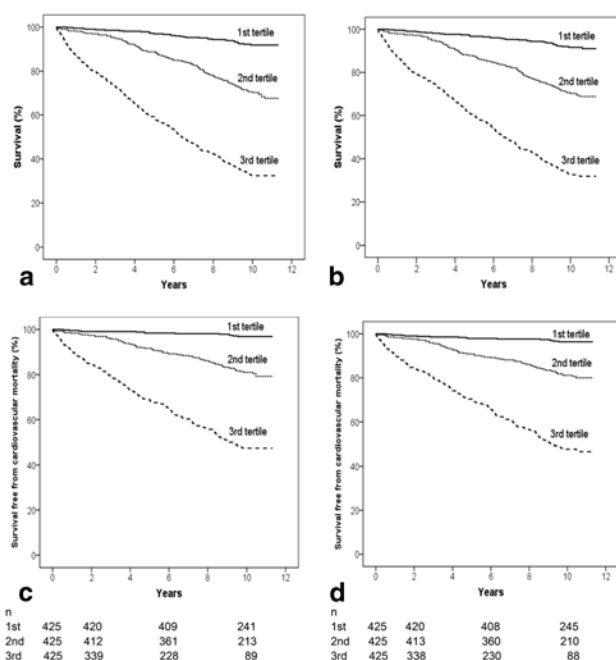 100
80
60
40
20
0
Survival (%)
1st tertile
2nd tertile
3rd tertile
0 2 4 6 8 10 12
Years
a
100
80
60
40
20
0
Survival (%)
1st tertile
2nd tertile
3rd tertile
0 2 4 6 8 10 12
Years
b
100
80
60
40
20
0
Survival free from cardiovascular mortality (%)
1st tertile
2nd tertile
3rd tertile
0 2 4 6 8 10 12
Years
c
100
80
60
40
20
0
Survival free from cardiovascular mortality (%)
1st tertile
2nd tertile
3rd tertile
0 2 4 6 8 10 12
Years
d
n
1st 425 420 409 241
2nd 425 412 361 213
3rd 425 339 228 89
n
1st 425 420 408 245
2nd 425 413 360 210
3rd 425 338 230 88